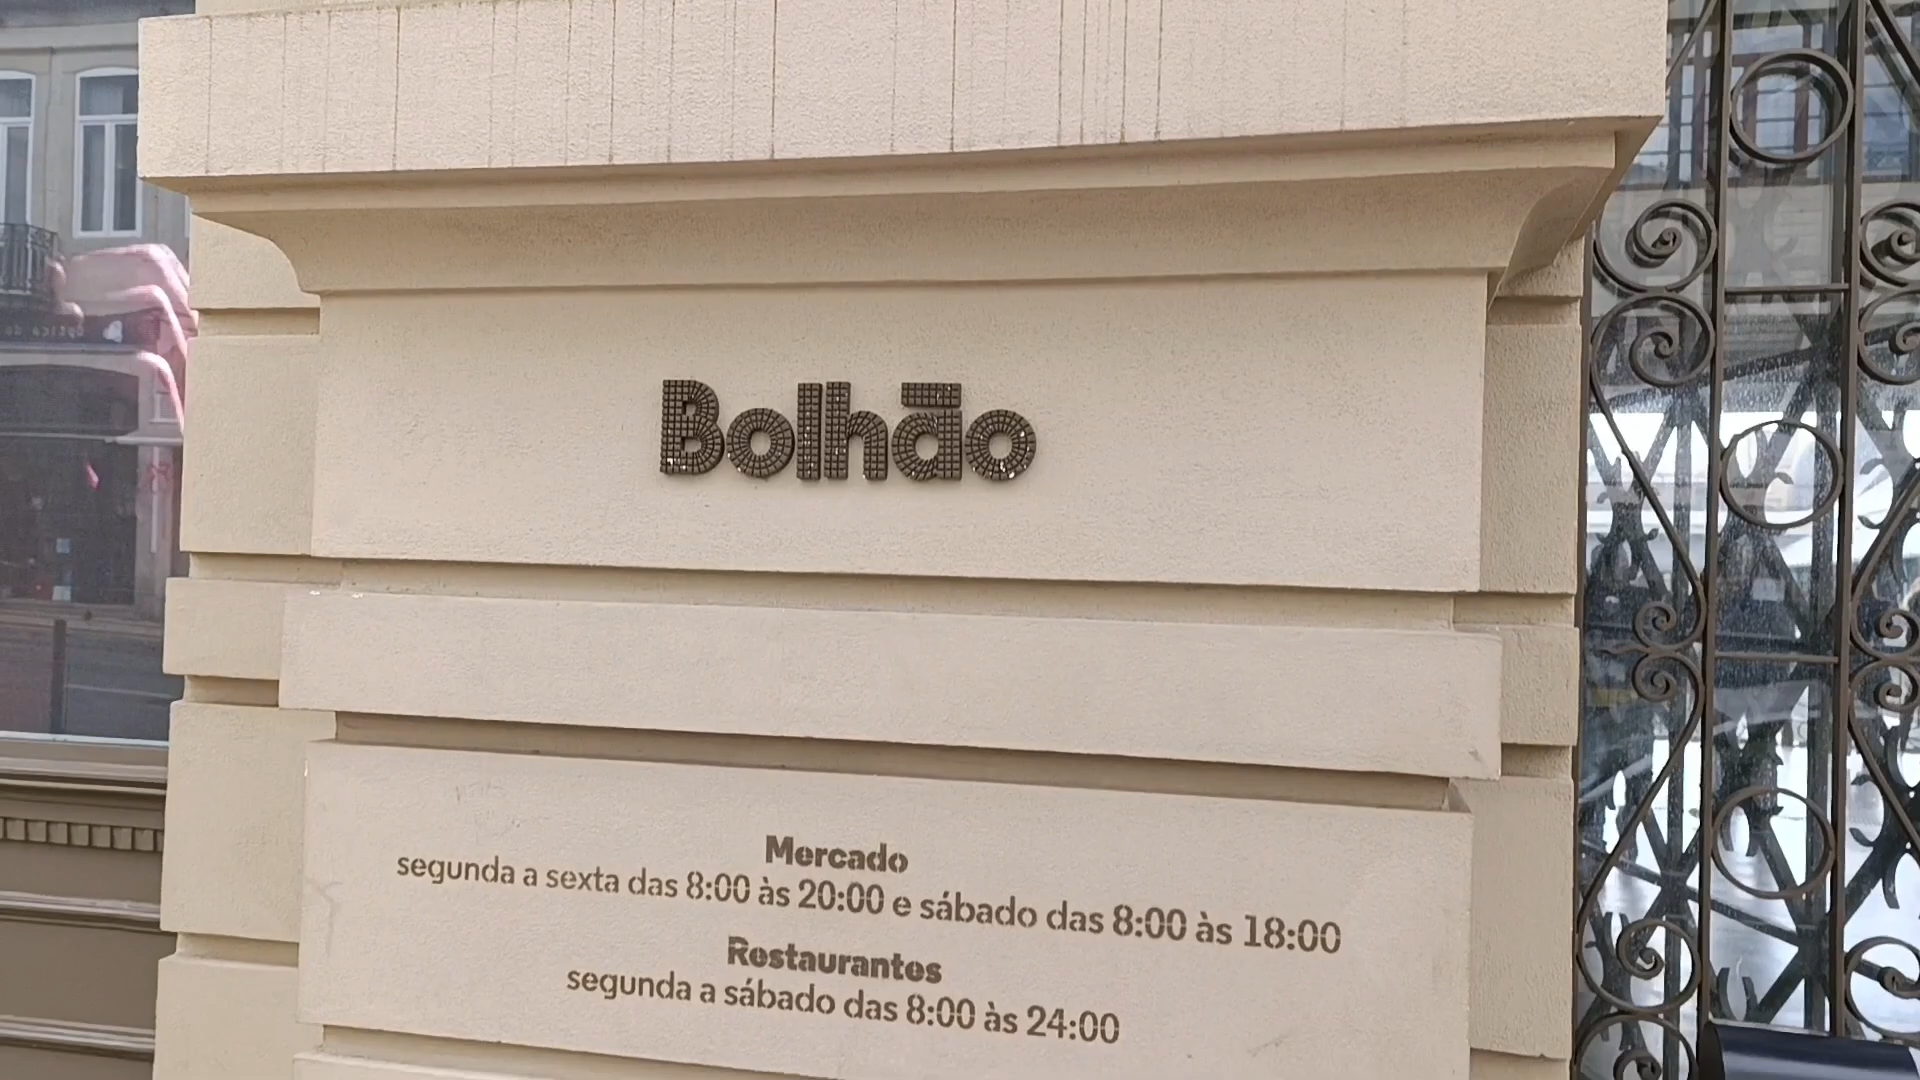 Bolhão
Mercado
segunda a sexta das 8:00 às 20:00 e sábado das 8:00 às 18:00
Restaurantes
segunda a sábado das 8:00 às 24:00